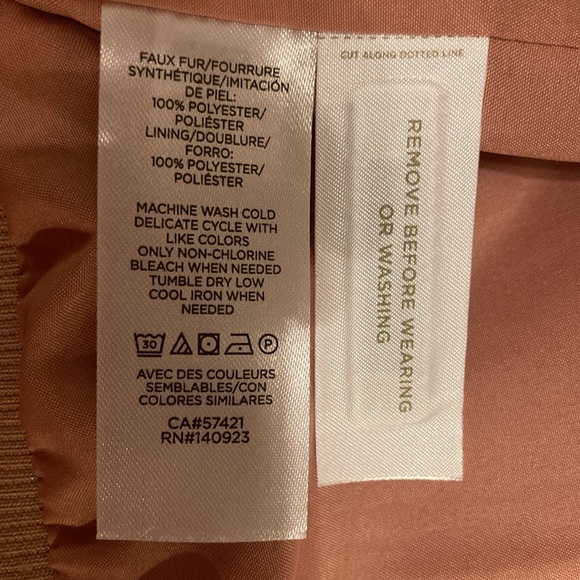 FAUX FUR/FOURRURE
SYNTHÉTIQUE/IMITACIÓN
DE PIEL:
100% POLYESTER/
POLIÉSTER
LINING/DOUBLURE/
FORRO:
100% POLYESTER/
POLIÉSTER
MACHINE WASH COLD
DELICATE CYCLE WITH
LIKE COLORS
ONLY NON-CHLORINE
BLEACH WHEN NEEDED
TUMBLE DRY LOW
COOL IRON WHEN
NEEDED
30 P
AVEC DES COULEURS
SEMBLABLES/CON
COLORES SIMILARES
CA#57421
RN#140923
CUT ALONG DOTTED LINE
REMOVE BEFORE WEARING
OR WASHING